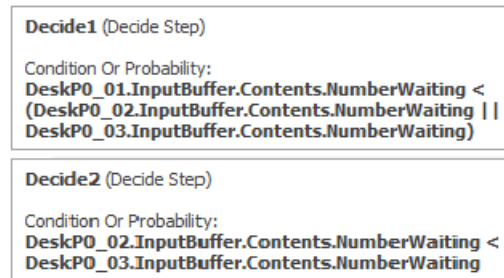 Decide1 (Decide Step)
Condition Or Probability:
DeskP0_01.InputBuffer.Contents.NumberWaiting <
(DeskP0_02.InputBuffer.Contents.NumberWaiting ||
DeskP0_03.InputBuffer.Contents.NumberWaiting)
Decide2 (Decide Step)
Condition Or Probability:
DeskP0_02.InputBuffer.Contents.NumberWaiting <
DeskP0_03.InputBuffer.Contents.NumberWaiting